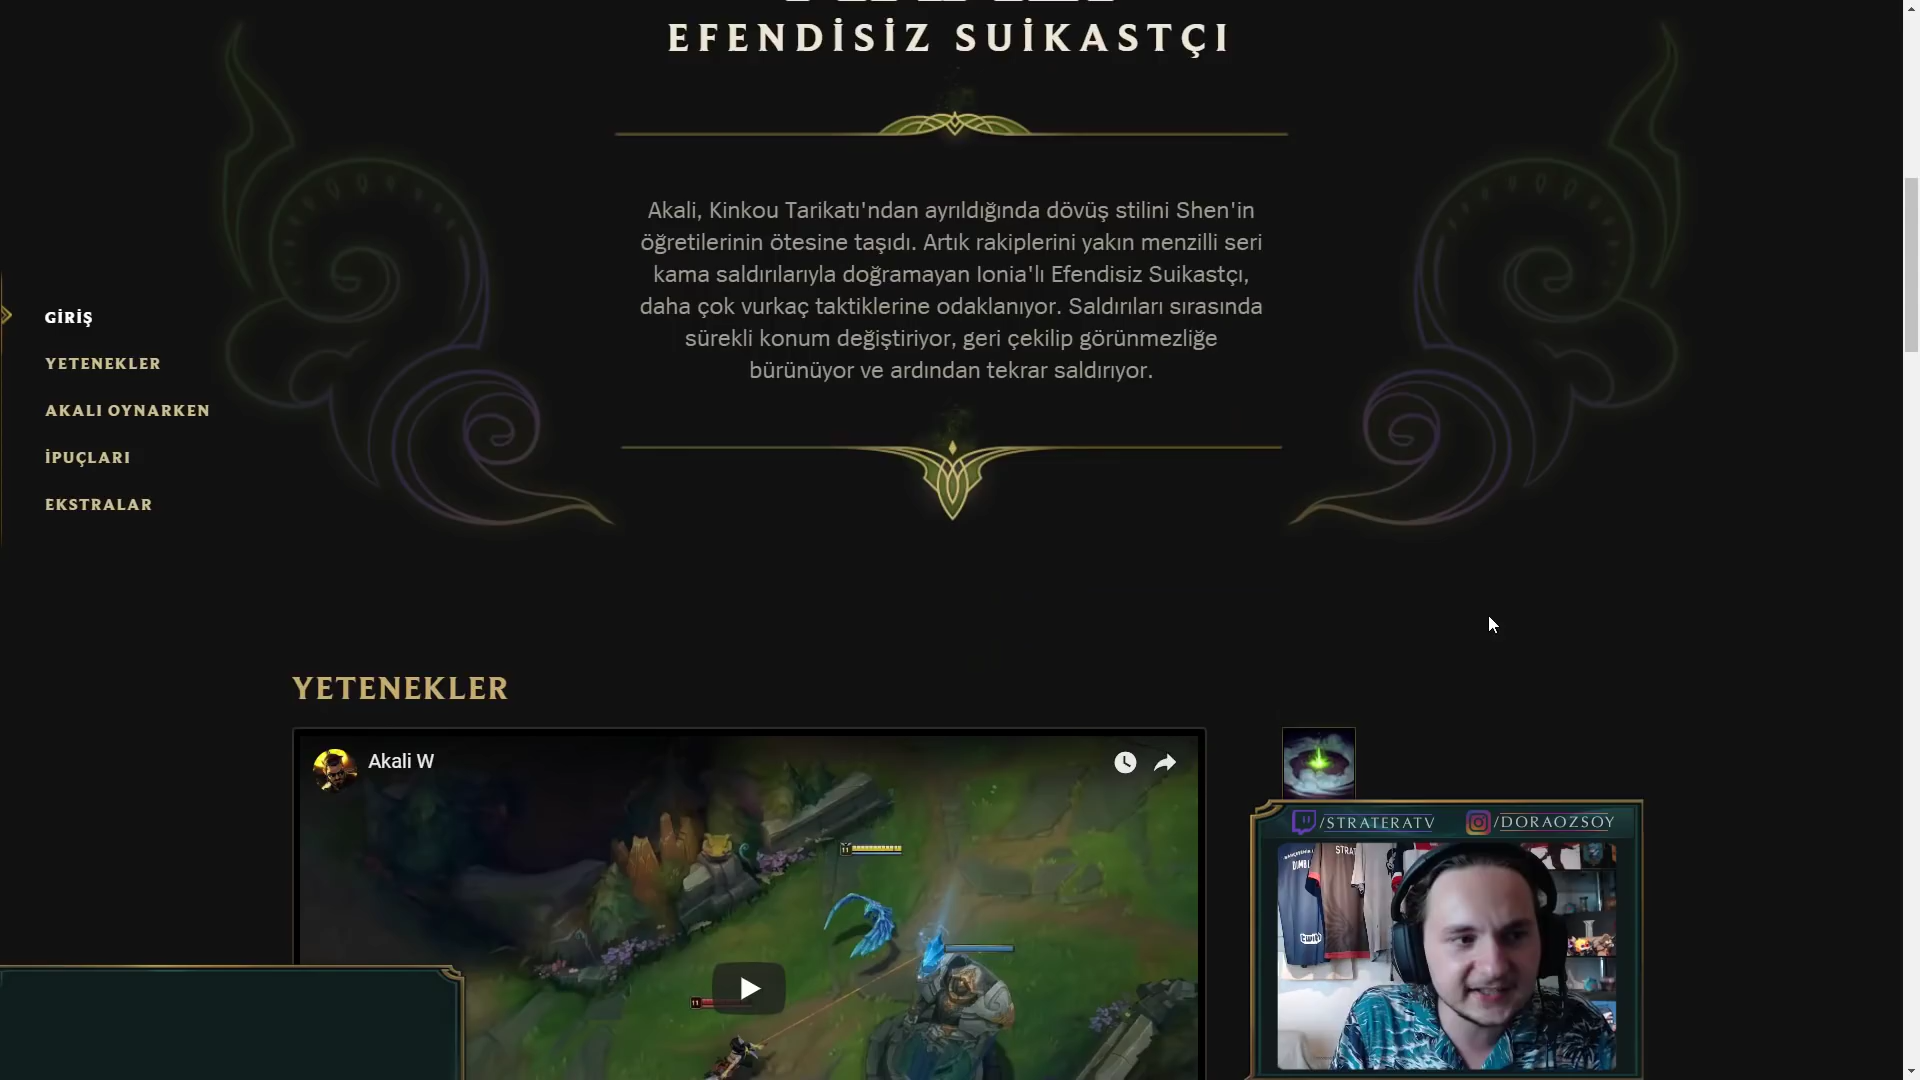 EFENDİSİZ SUİKASTÇI
Akali, Kinkou Tarikatı'ndan ayrıldığında dövüş stilini Shen'in
öğretilerinin ötesine taşıdı. Artık rakiplerini yakın menzilli seri
kama saldırılarıyla doğramayan Ionia'lı Efendisiz Suikastçı,
daha çok vurkaç taktiklerine odaklanıyor. Saldırıları sırasında
sürekli konum değiştiriyor, geri çekilip görünmezliğe
bürünüyor ve ardından tekrar saldırıyor.
GİRİŞ
YETENEKLER
AKALI OYNARKEN
İPUÇLARI
EKSTRALAR
YETENEKLER
Akali W
11
11
/STRATERATV
/DORAOZSOY
STRAT